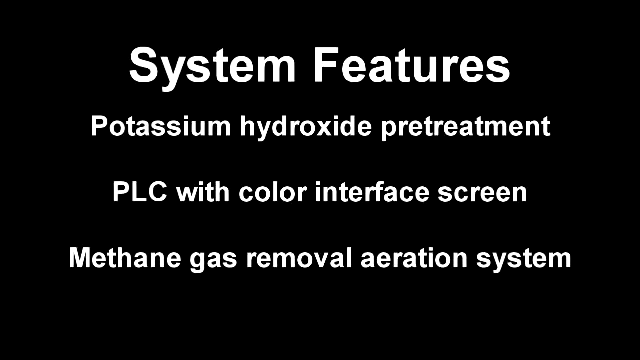 System Features
Potassium hydroxide pretreatment
PLC with color interface screen
Methane gas removal aeration system